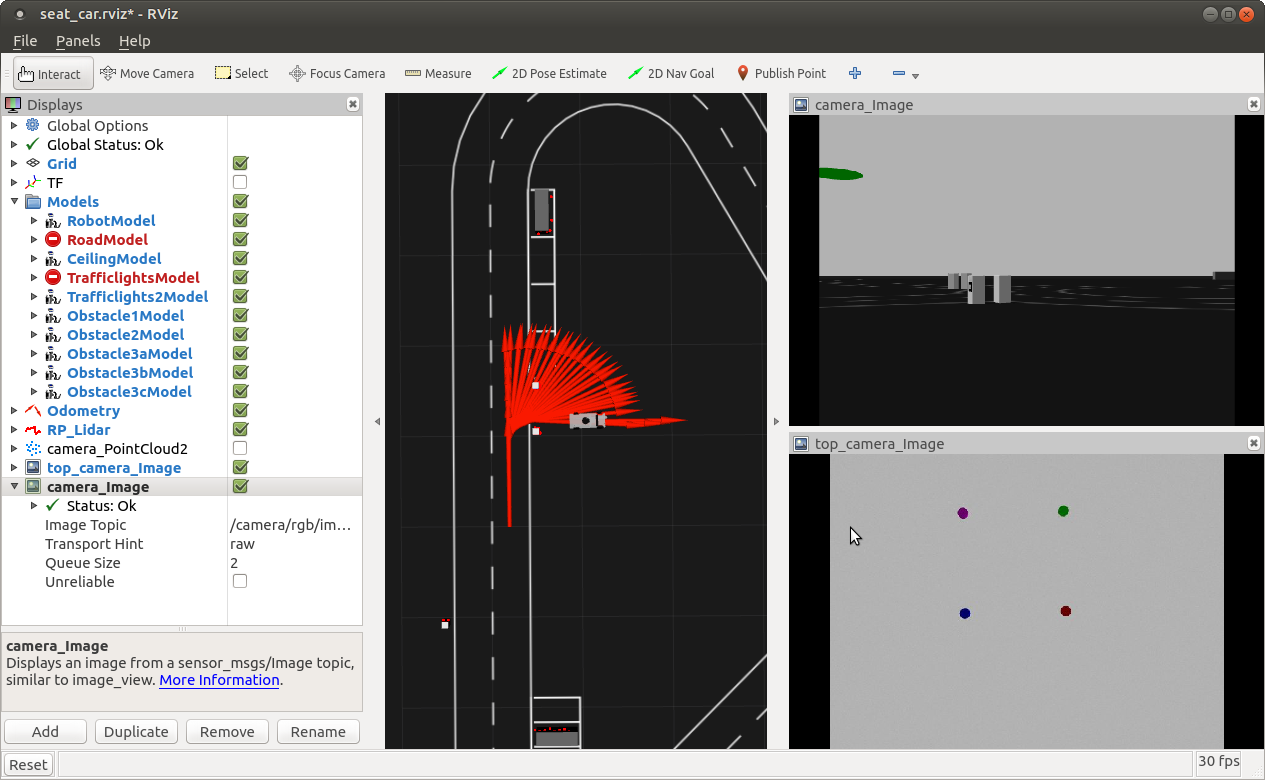 seat_car.rviz* - RViz
File Panels Help
Interact Move Camera Select Focus Camera Measure 2D Pose Estimate 2D Nav Goal Publish Point
Displays
Global Options
Global Status: Ok
Grid
TF
Models
RobotModel
RoadModel
CeilingModel
TrafficlightsModel
Trafficlights2Model
Obstacle1Model
Obstacle2Model
Obstacle3aModel
Obstacle3bModel
Obstacle3cModel
Odometry
RP_Lidar
camera_PointCloud2
top_camera_Image
camera_Image
Status: Ok
Image Topic /camera/rgb/im...
Transport Hint raw
Queue Size 2
Unreliable
camera_Image
Displays an image from a sensor_msgs/Image topic,
similar to image_view. More Information.
Add Duplicate Remove Rename
camera_Image
top_camera_Image
Reset 30 fps